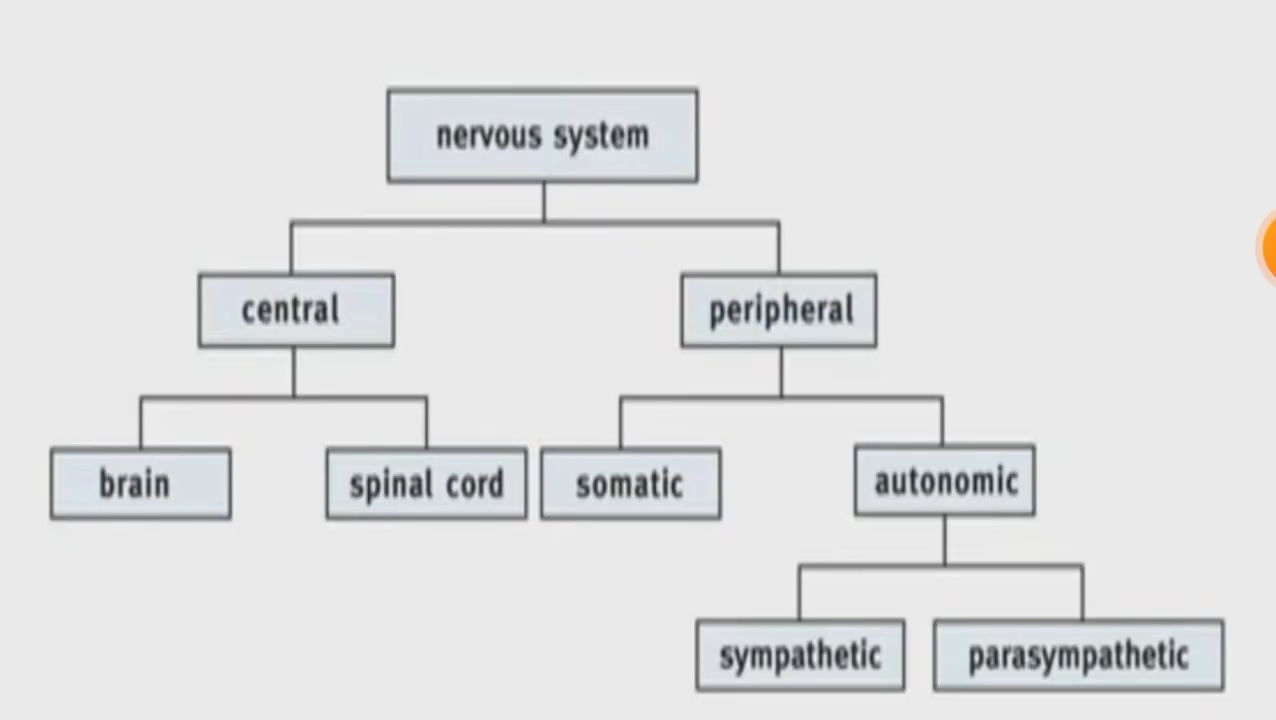 nervous system
central
peripheral
brain
spinal cord
somatic
autonomic
sympathetic
parasympathetic